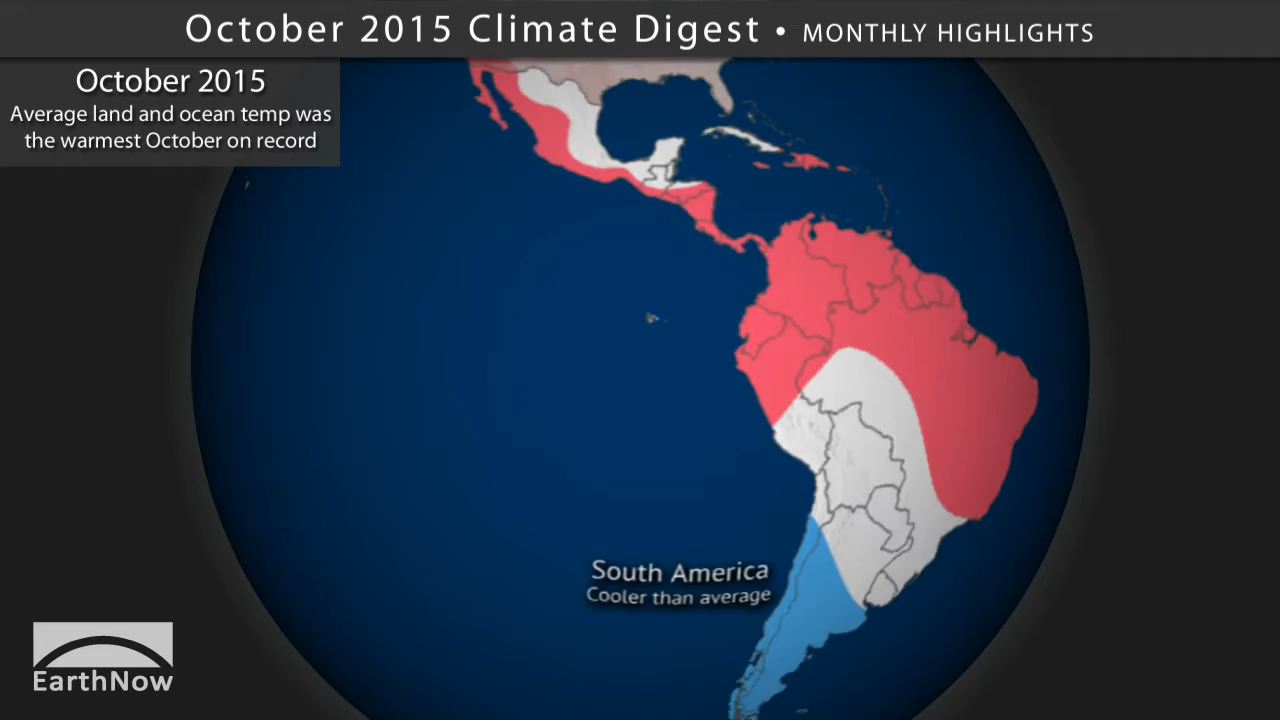 October 2015 Climate Digest • MONTHLY HIGHLIGHTS
October 2015
Average land and ocean temp was
the warmest October on record
South America
Cooler than average
EarthNow